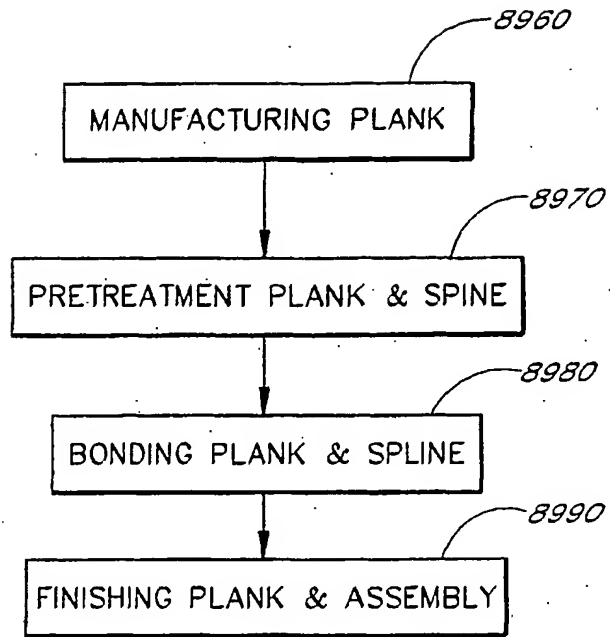 8960
MANUFACTURING PLANK
8970
PRETREATMENT PLANK & SPINE
8980
BONDING PLANK & SPLINE
8990
FINISHING PLANK & ASSEMBLY